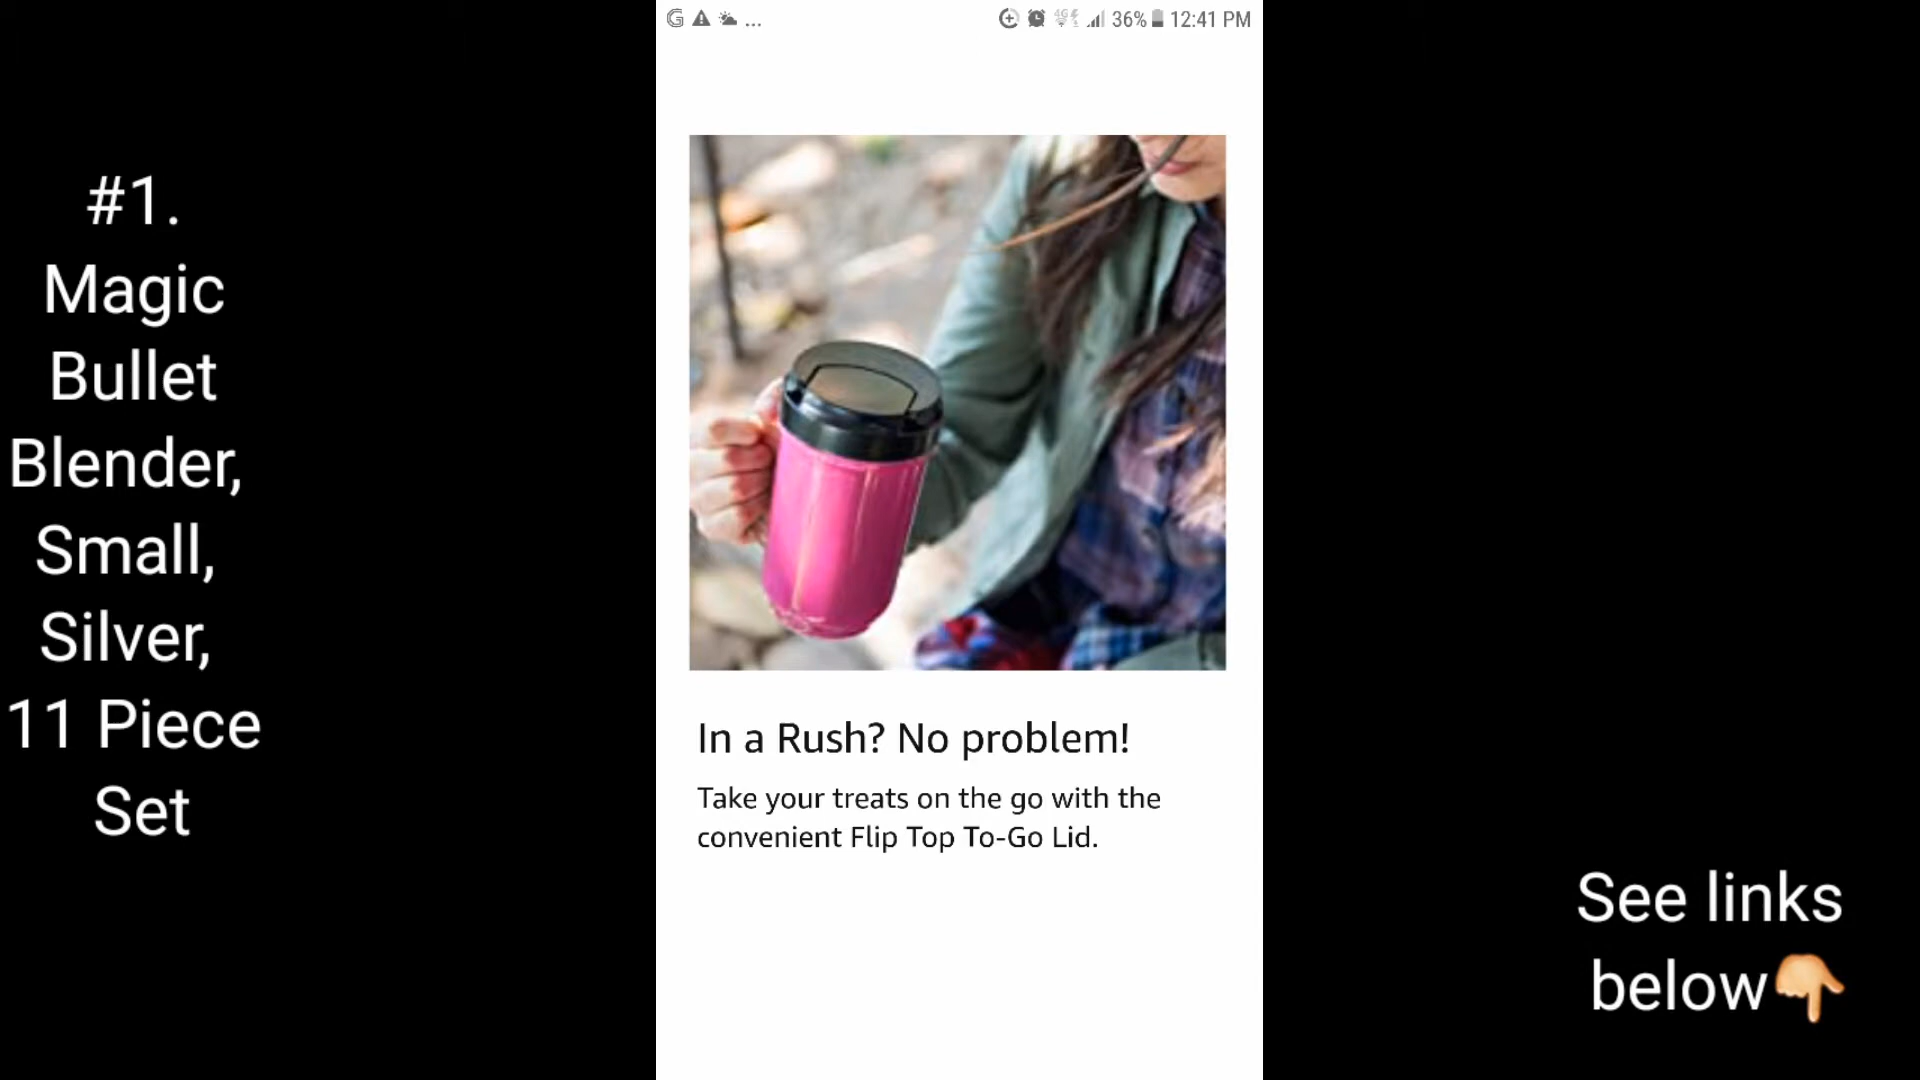 G ... 4G 36% 12:41 PM
#1.
Magic
Bullet
Blender,
Small,
Silver,
11 Piece
Set
In a Rush? No problem!
Take your treats on the go with the
convenient Flip Top To-Go Lid.
See links
below👇